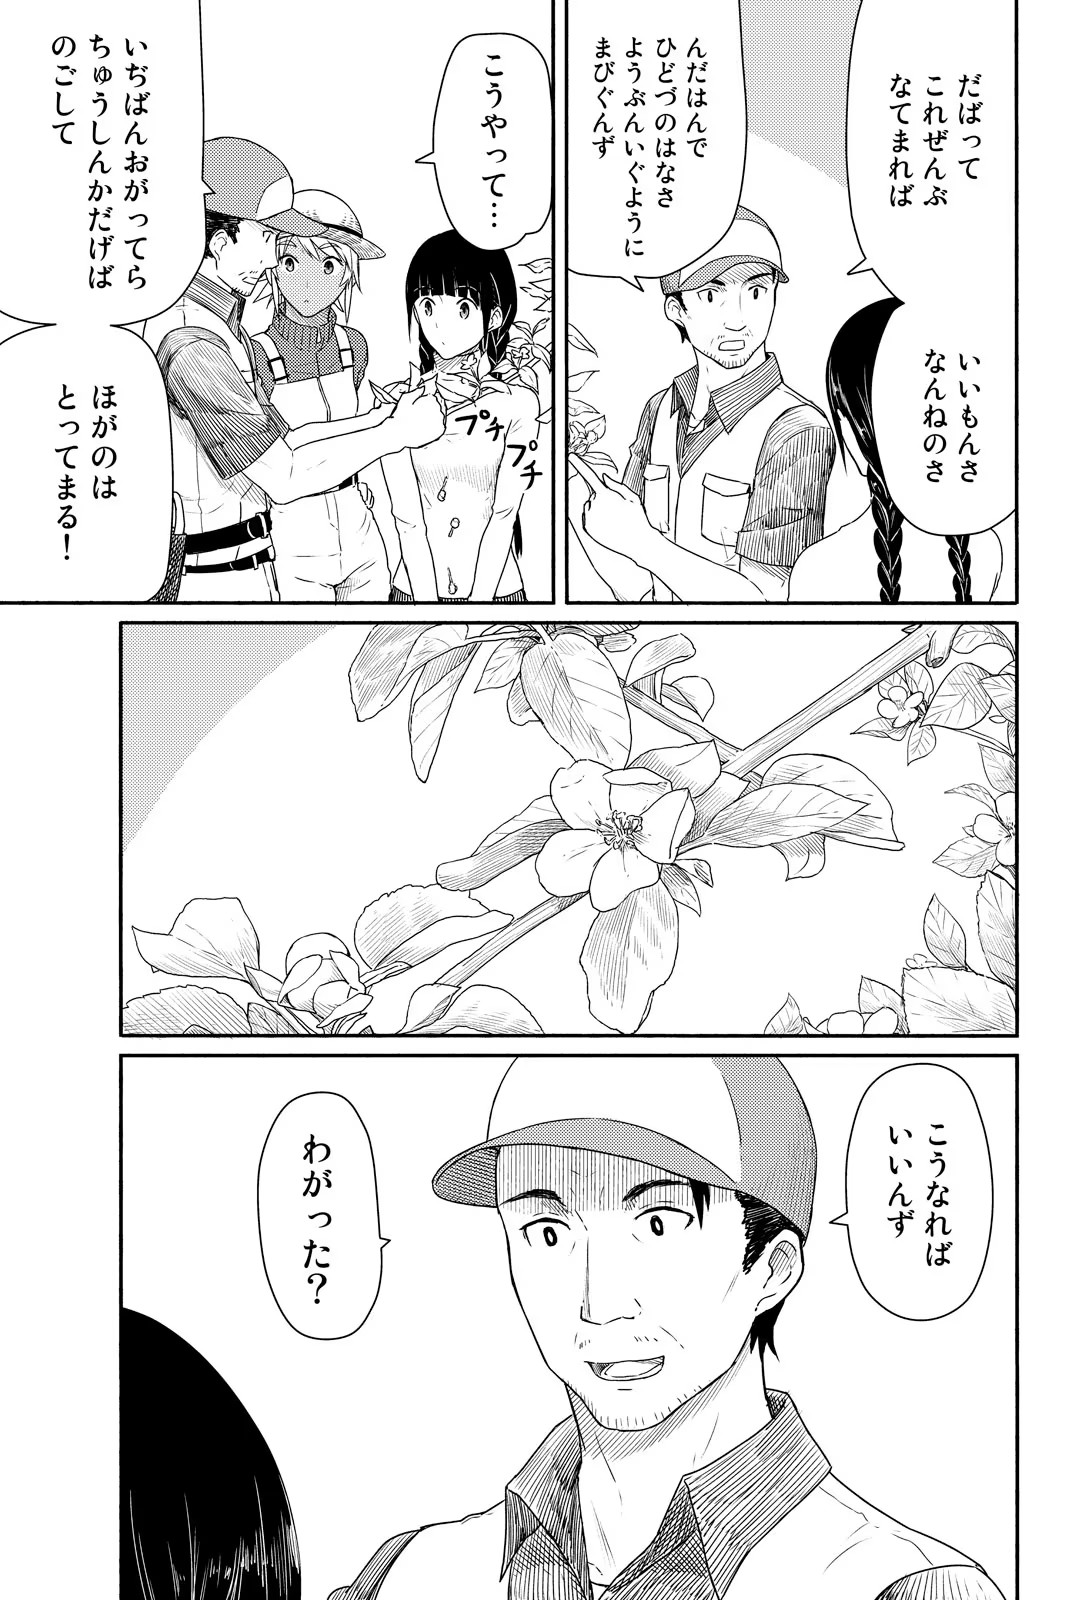 だばって
これぜんぶ
なてまれば
いいもんさ
なんねのさ
んだはんで
ひどづのはなさ
ようぶんいぐように
まびぐんず
こうやって…
プチ
プチ
いぢばんおがってら
ちゅうしんかだげば
のごして
ほがのは
とってまる！
こうなれば
いいんず
わがった？